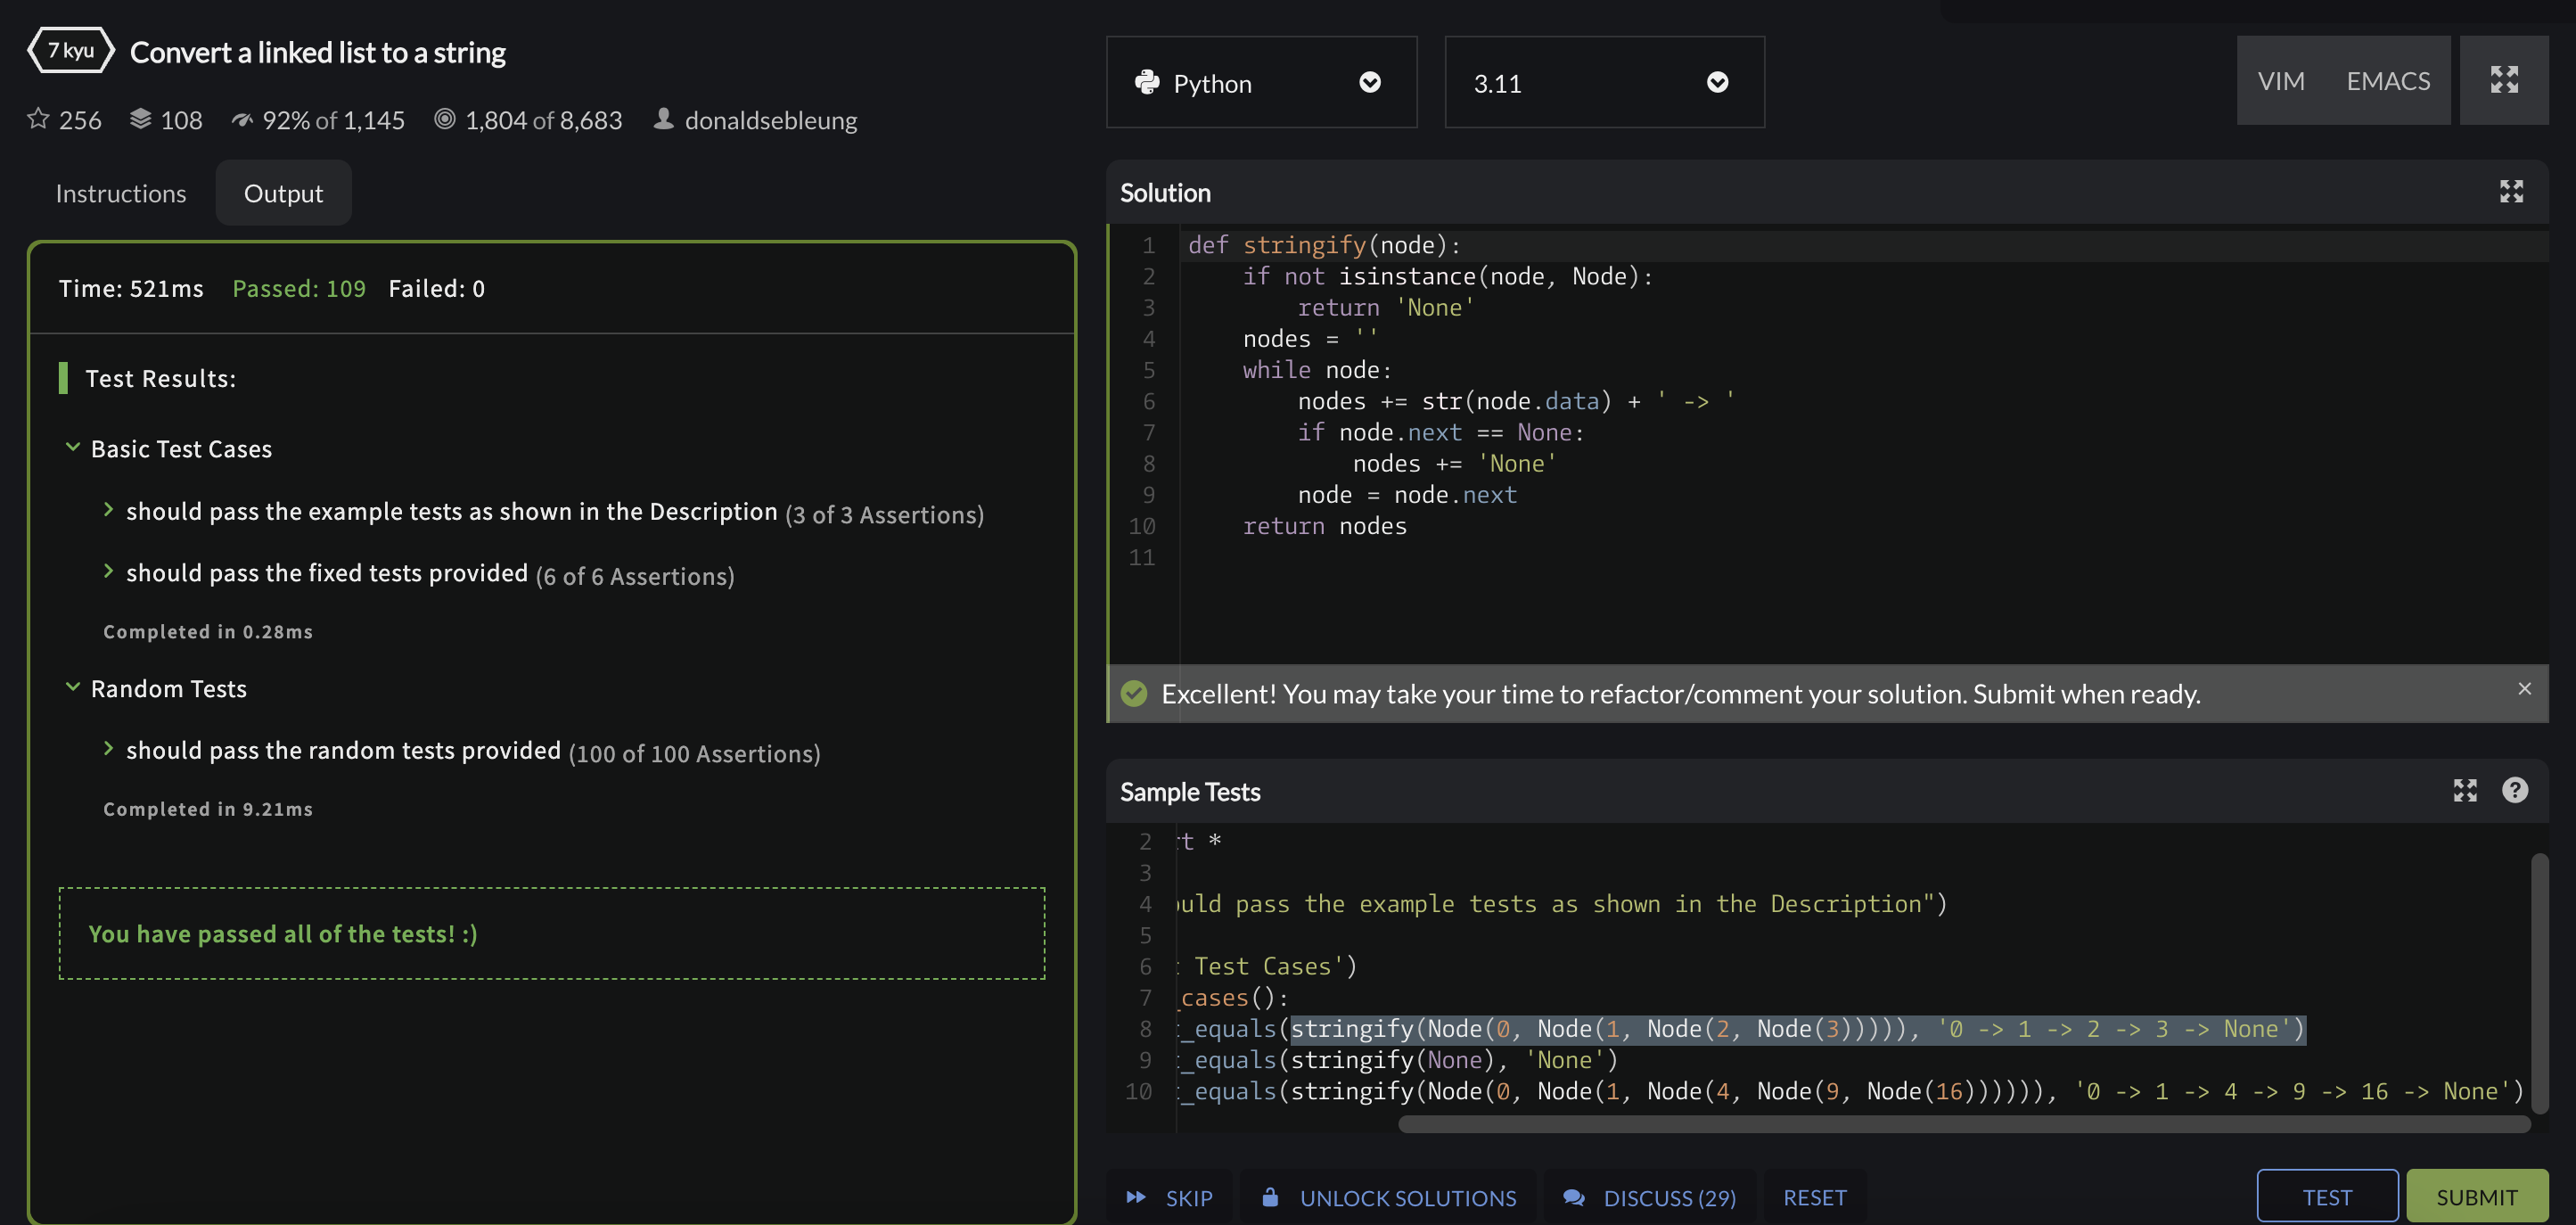 7 kyu Convert a linked list to a string
256 108 92% of 1,145 1,804 of 8,683 donaldsebleung
Instructions Output
Time: 521ms Passed: 109 Failed: 0
Test Results:
Basic Test Cases
should pass the example tests as shown in the Description (3 of 3 Assertions)
should pass the fixed tests provided (6 of 6 Assertions)
Completed in 0.28ms
Random Tests
should pass the random tests provided (100 of 100 Assertions)
Completed in 9.21ms
You have passed all of the tests! :)
Python 3.11 VIM EMACS
Solution
1 def stringify(node):
2 if not isinstance(node, Node):
3 return 'None'
4 nodes = ''
5 while node:
6 nodes += str(node.data) + ' -> '
7 if node.next == None:
8 nodes += 'None'
9 node = node.next
10 return nodes
11
Excellent! You may take your time to refactor/comment your solution. Submit when ready.
Sample Tests
2 t *
3
4 uld pass the example tests as shown in the Description")
5
6 Test Cases')
7 _cases():
8 _equals(stringify(Node(0, Node(1, Node(2, Node(3))))), '0 -> 1 -> 2 -> 3 -> None')
9 _equals(stringify(None), 'None')
10 _equals(stringify(Node(0, Node(1, Node(4, Node(9, Node(16)))))), '0 -> 1 -> 4 -> 9 -> 16 -> None')
SKIP UNLOCK SOLUTIONS DISCUSS (29) RESET TEST SUBMIT